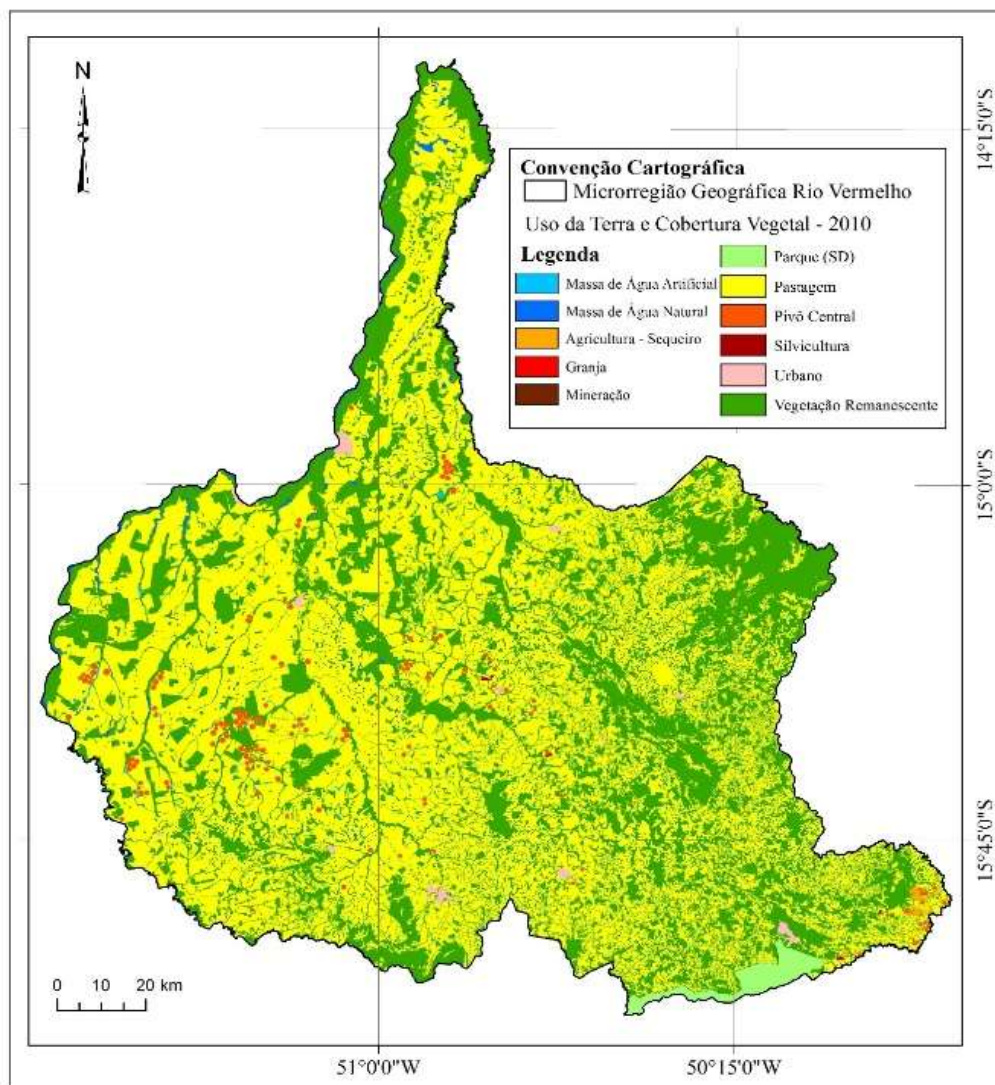 N
14°15'0"S
Convenção Cartográfica
Microrregião Geográfica Rio Vermelho
Uso da Terra e Cobertura Vegetal - 2010
Legenda
Massa de Água Artificial
Massa de Água Natural
Agricultura - Sequeiro
Granja
Mineração
Parque (SD)
Pastagem
Pivô Central
Silvicultura
Urbano
Vegetação Remanescente
15°0'0"S
15°45'0"S
0 10 20 km
51°0'0"W
50°15'0"W